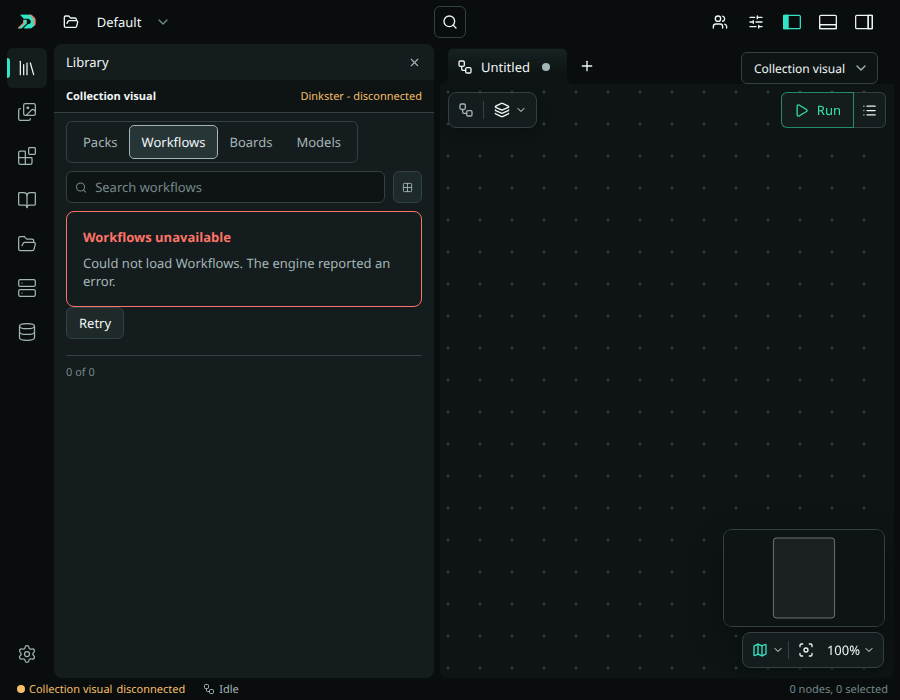 Default
Library
Collection visual
Dinkster - disconnected
Packs
Workflows
Boards
Models
Search workflows
Workflows unavailable
Could not load Workflows. The engine reported an
error.
Retry
0 of 0
Untitled
Collection visual
Run
100%
Collection visual disconnected
Idle
0 nodes, 0 selected